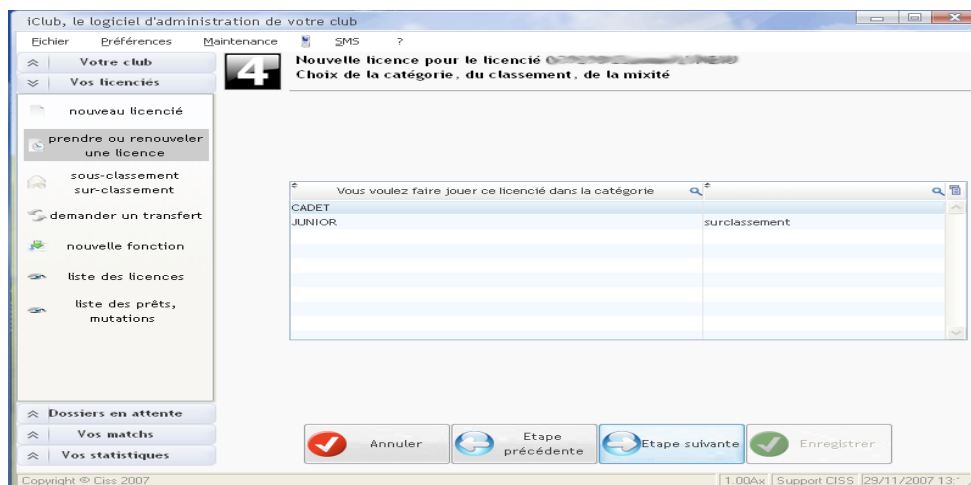 iClub, le logiciel d'administration de votre club
Fichier Préférences Maintenance SMS ?
Votre club
Vos licenciés
nouveau licencié
prendre ou renouveler
une licence
sous-classement
sur-classement
demander un transfert
nouvelle fonction
liste des licences
liste des prêts,
mutations
Dossiers en attente
Vos matchs
Vos statistiques
4
Nouvelle licence pour le licencié
Choix de la catégorie, du classement, de la mixité
Vous voulez faire jouer ce licencié dans la catégorie
CADET
JUNIOR surclassement
Annuler
Etape
précédente
Etape suivante
Enregistrer
Copyright © Ciss 2007 1.00Ax Support CISS 29/11/2007